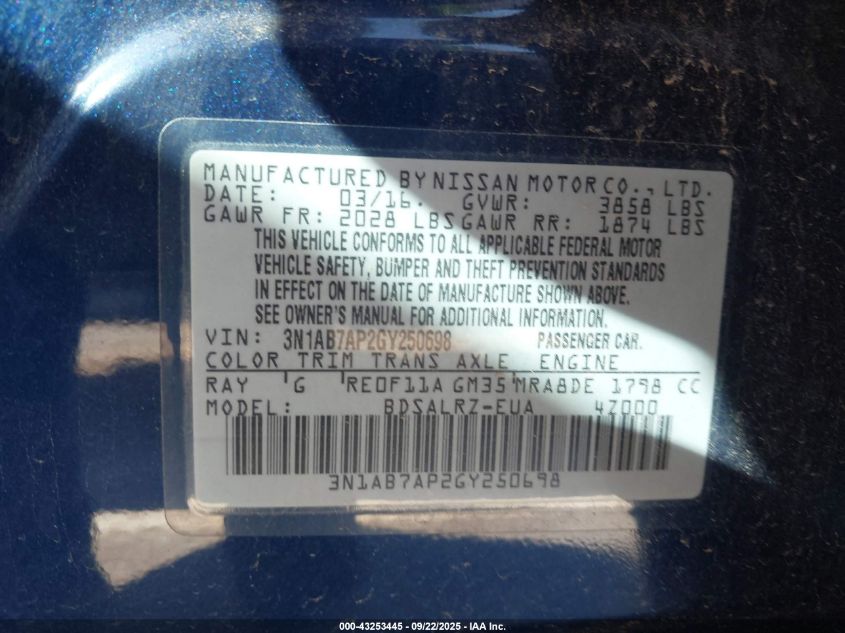 MANUFACTURED BY NISSAN MOTOR CO., LTD.
DATE: 03/16 GVWR: 3858 LBS
GAWR FR: 2028 LBS GAWR RR: 1874 LBS
THIS VEHICLE CONFORMS TO ALL APPLICABLE FEDERAL MOTOR
VEHICLE SAFETY, BUMPER AND THEFT PREVENTION STANDARDS
IN EFFECT ON THE DATE OF MANUFACTURE SHOWN ABOVE.
SEE OWNER'S MANUAL FOR ADDITIONAL INFORMATION.
VIN: 3N1AB7AP2GY250698 PASSENGER CAR.
COLOR TRIM TRANS AXLE ENGINE
RAY G RE0F11A GM35 MRA8DE 1798 CC
MODEL: BDSALRZ-EUA 4Z000
3N1AB7AP2GY250698
000-43253445 - 09/22/2025 - IAA Inc.